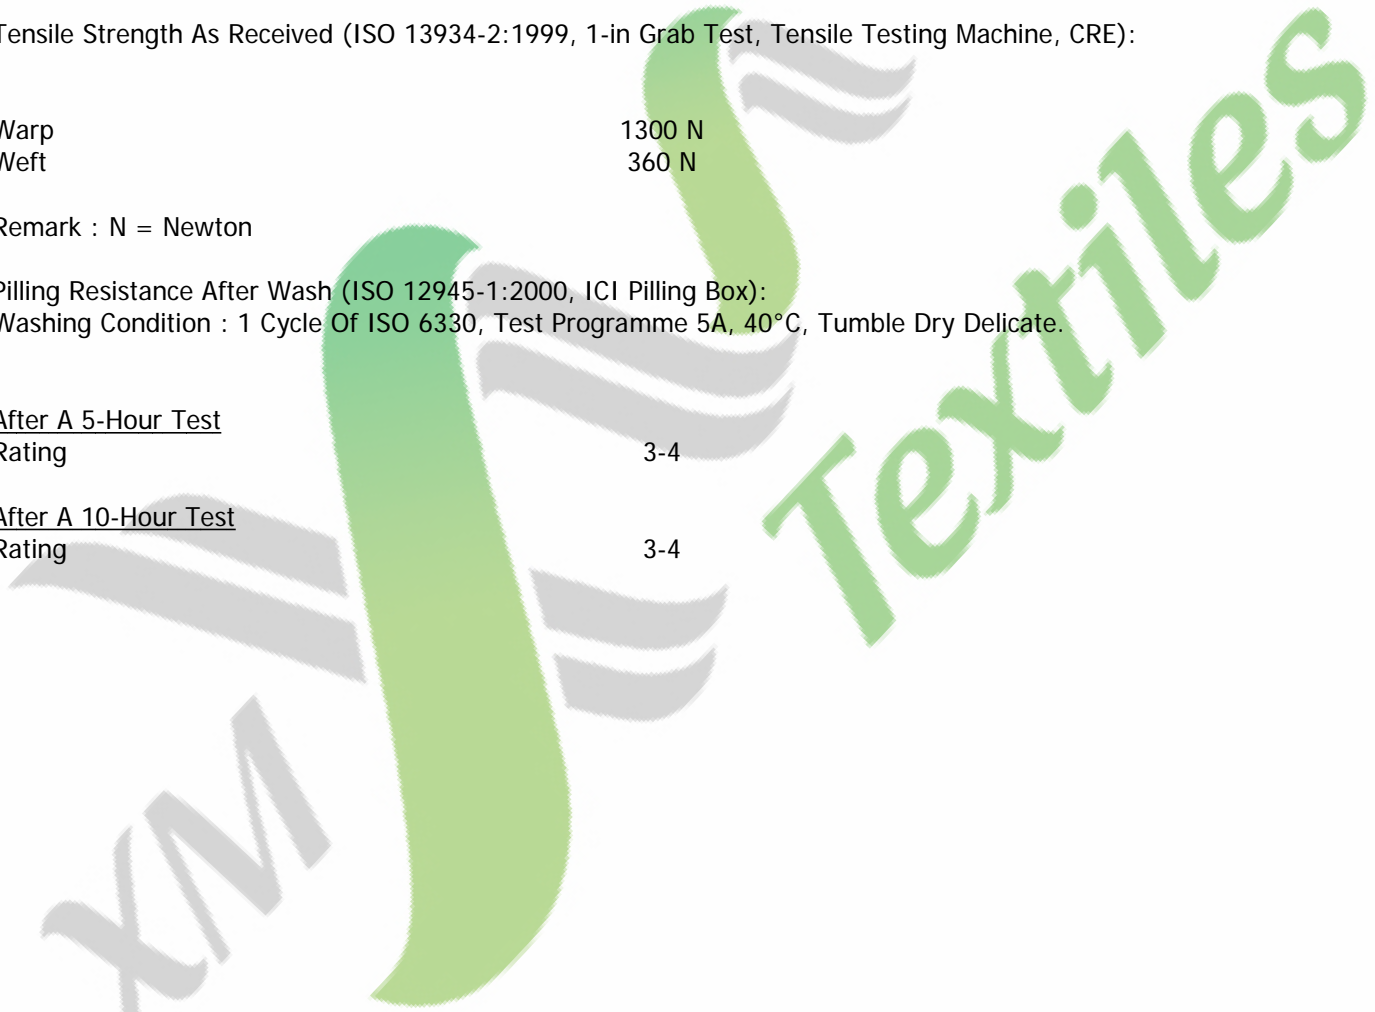 Tensile Strength As Received (ISO 13934-2:1999, 1-in Grab Test, Tensile Testing Machine, CRE):
Warp 1300 N
Weft 360 N
Remark : N = Newton
Pilling Resistance After Wash (ISO 12945-1:2000, ICI Pilling Box):
Washing Condition : 1 Cycle Of ISO 6330, Test Programme 5A, 40°C, Tumble Dry Delicate.
After A 5-Hour Test
Rating 3-4
After A 10-Hour Test
Rating 3-4
XM Textiles